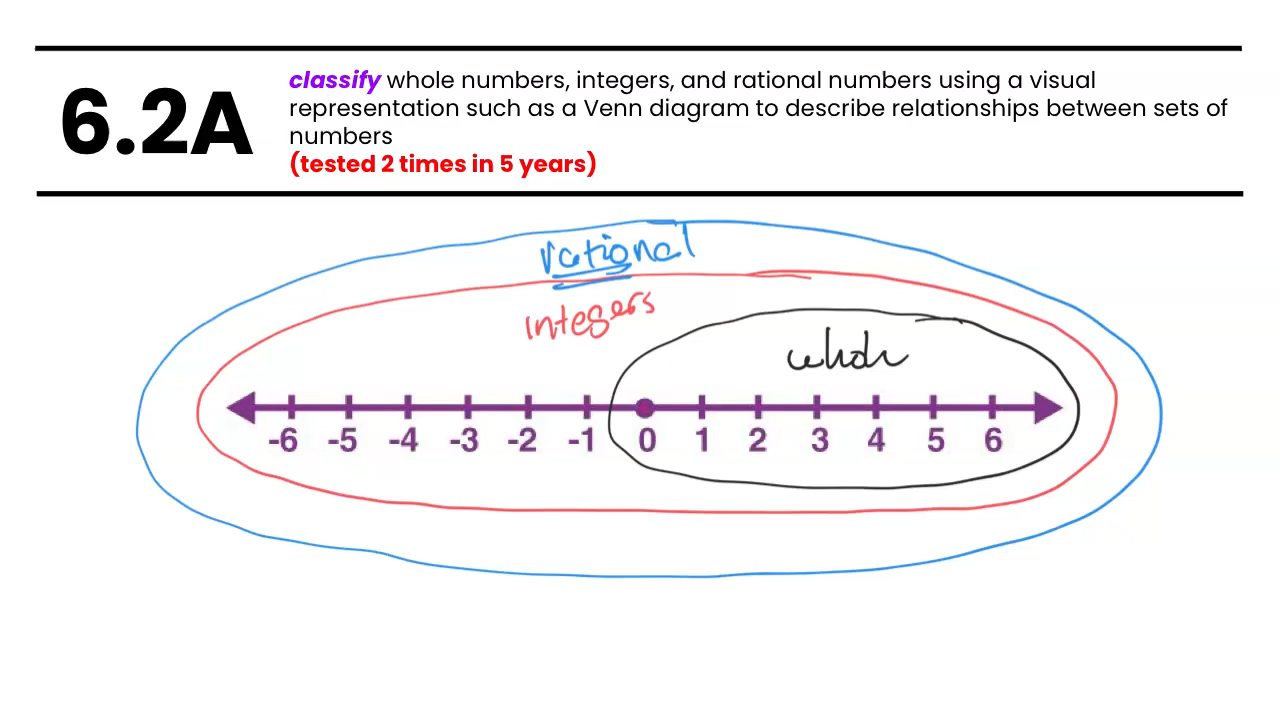 6.2A
classify whole numbers, integers, and rational numbers using a visual
representation such as a Venn diagram to describe relationships between sets of
numbers
(tested 2 times in 5 years)
rational
integers
whole
-6 -5 -4 -3 -2 -1 0 1 2 3 4 5 6